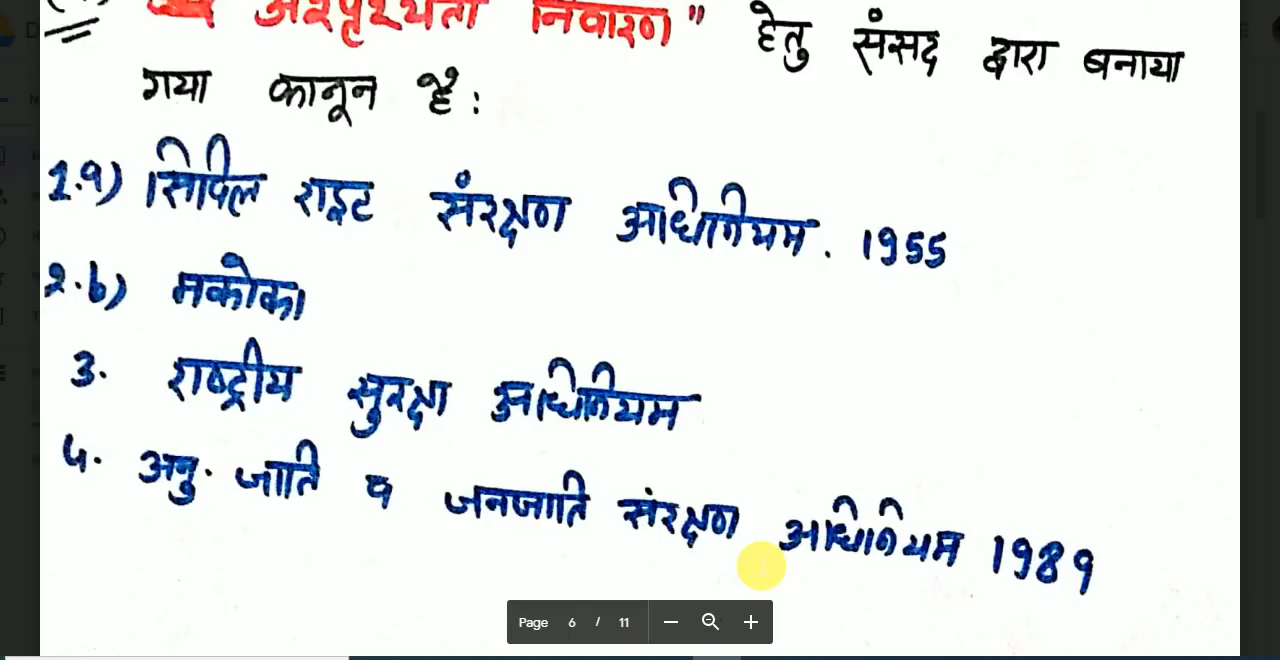 अस्पृश्यता निवारण" हेतु संसद द्वारा बनाया
गया कानून है :
1.a) सिविल राइट संरक्षण अधिनियम. 1955
2.b) मकोका
3. राष्ट्रीय सुरक्षा अधिनियम
4. अनु. जाति व जनजाति संरक्षण अधिनियम 1989
Page 6 / 11